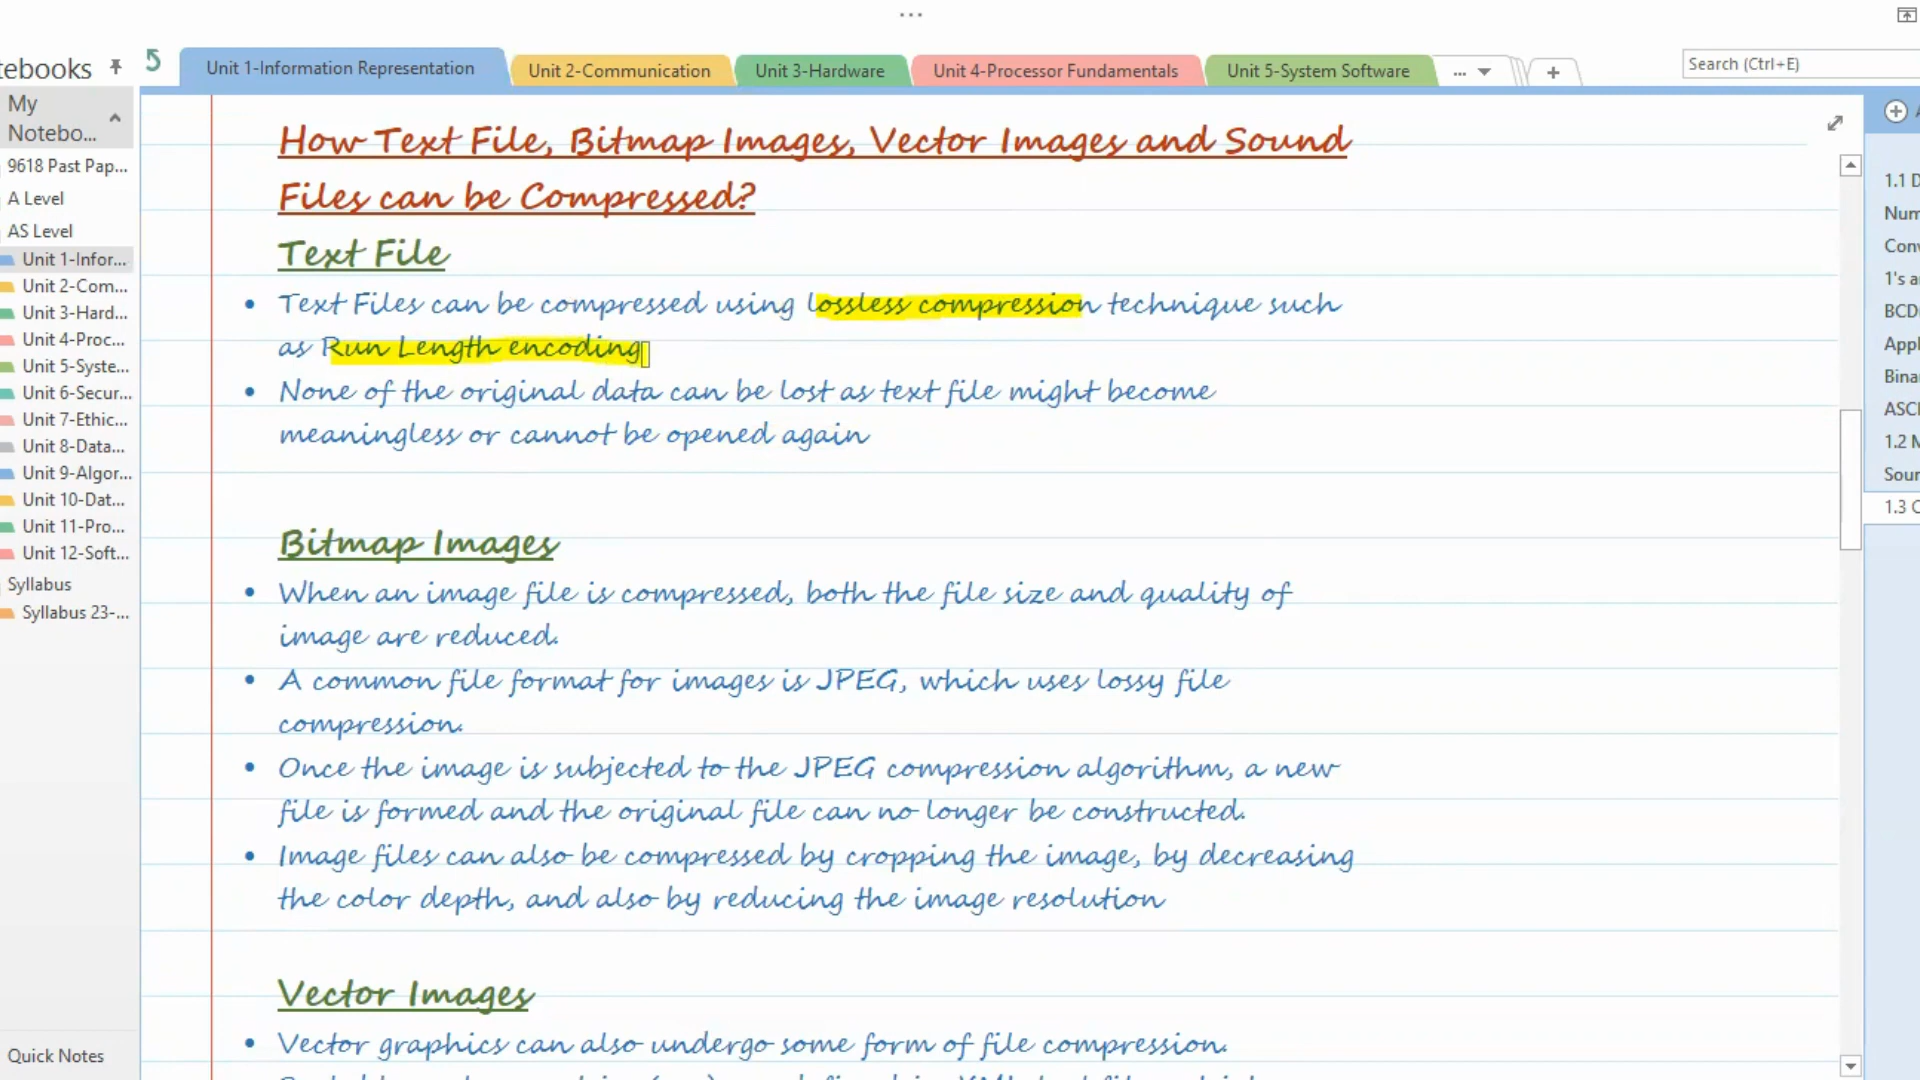 ...
tebooks
Unit 1-Information Representation
Unit 2-Communication
Unit 3-Hardware
Unit 4-Processor Fundamentals
Unit 5-System Software
...
Search (Ctrl+E)
My
Notebo...
9618 Past Pap...
A Level
AS Level
Unit 1-Infor...
Unit 2-Com...
Unit 3-Hard...
Unit 4-Proc...
Unit 5-Syste...
Unit 6-Secur...
Unit 7-Ethic...
Unit 8-Data...
Unit 9-Algor...
Unit 10-Dat...
Unit 11-Pro...
Unit 12-Soft...
Syllabus
Syllabus 23-...
Quick Notes
How Text File, Bitmap Images, Vector Images and Sound
Files can be Compressed?
Text File
• Text Files can be compressed using lossless compression technique such
as Run Length encoding
• None of the original data can be lost as text file might become
meaningless or cannot be opened again
Bitmap Images
• When an image file is compressed, both the file size and quality of
image are reduced.
• A common file format for images is JPEG, which uses lossy file
compression.
• Once the image is subjected to the JPEG compression algorithm, a new
file is formed and the original file can no longer be constructed.
• Image files can also be compressed by cropping the image, by decreasing
the color depth, and also by reducing the image resolution
Vector Images
• Vector graphics can also undergo some form of file compression.
1.1 D
Num
Conv
1's a
BCD
Appl
Bina
ASCI
1.2 M
Sour
1.3 C